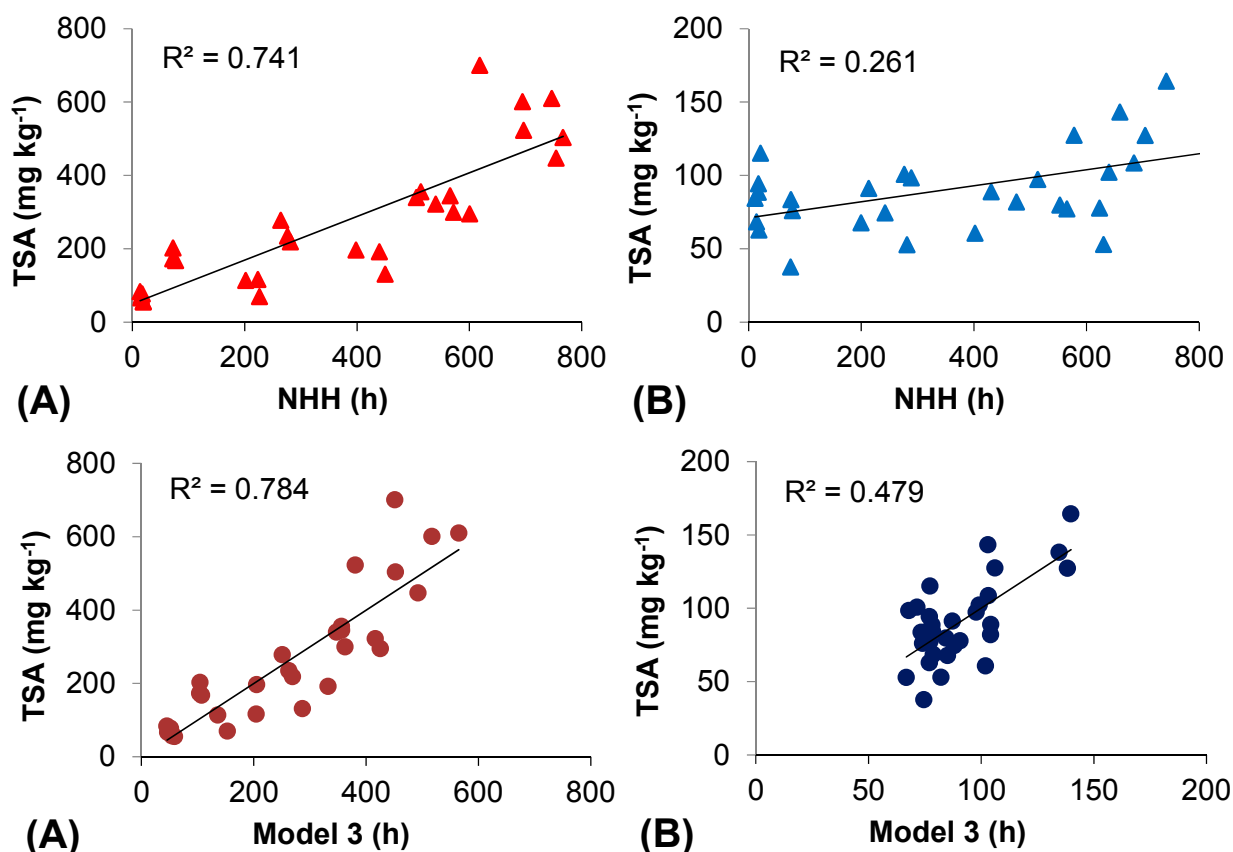 800
600
400
200
0
TSA (mg kg⁻¹)
R² = 0.741
0 200 400 600 800
NHH (h)
(A)
200
150
100
50
0
TSA (mg kg⁻¹)
R² = 0.261
0 200 400 600 800
NHH (h)
(B)
800
600
400
200
0
TSA (mg kg⁻¹)
R² = 0.784
0 200 400 600 800
Model 3 (h)
(A)
200
150
100
50
0
TSA (mg kg⁻¹)
R² = 0.479
0 50 100 150 200
Model 3 (h)
(B)